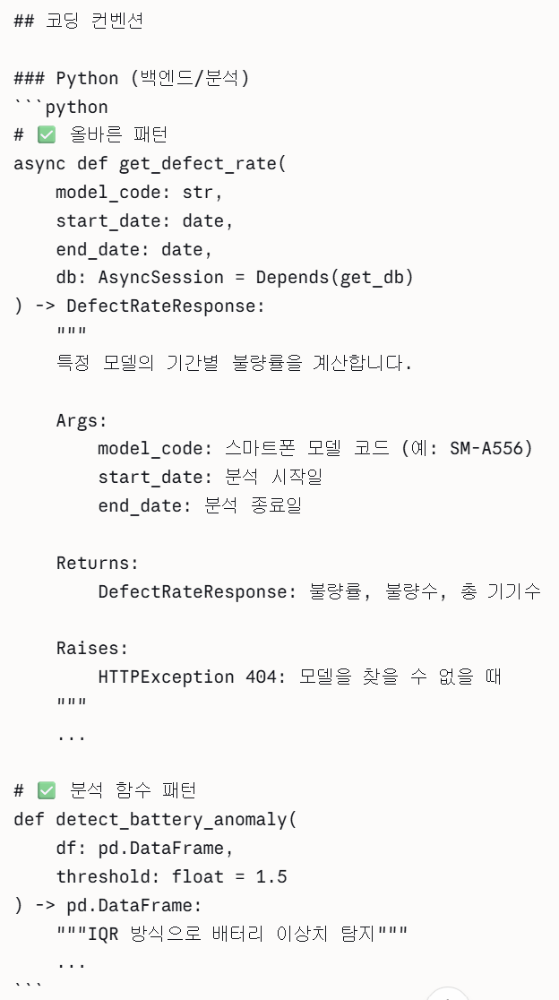 ## 코딩 컨벤션
### Python (백엔드/분석)
```python
# ✅ 올바른 패턴
async def get_defect_rate(
    model_code: str,
    start_date: date,
    end_date: date,
    db: AsyncSession = Depends(get_db)
) -> DefectRateResponse:
    """
    특정 모델의 기간별 불량률을 계산합니다.

    Args:
        model_code: 스마트폰 모델 코드 (예: SM-A556)
        start_date: 분석 시작일
        end_date: 분석 종료일

    Returns:
        DefectRateResponse: 불량률, 불량수, 총 기기수

    Raises:
        HTTPException 404: 모델을 찾을 수 없을 때
    """
    ...

# ✅ 분석 함수 패턴
def detect_battery_anomaly(
    df: pd.DataFrame,
    threshold: float = 1.5
) -> pd.DataFrame:
    """IQR 방식으로 배터리 이상치 탐지"""
    ...
```